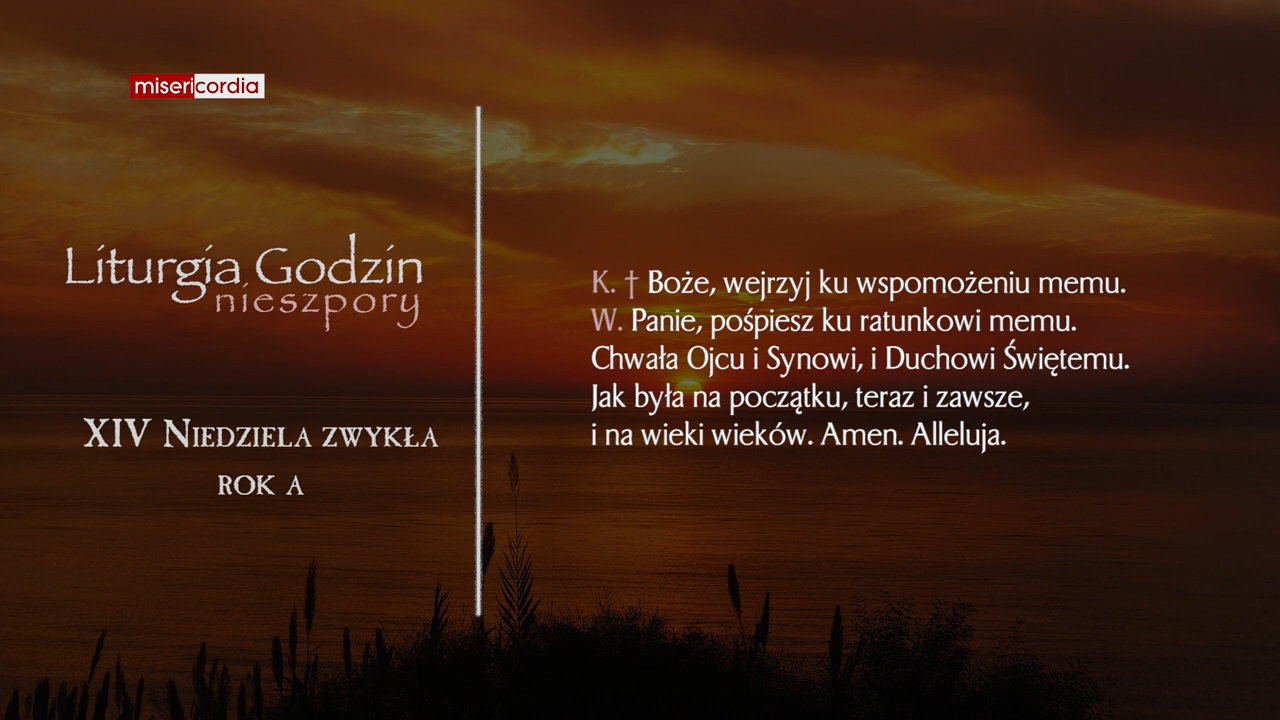 misericordia
Liturgia Godzin
nieszpory
XIV Niedziela zwykła
rok A
K. † Boże, wejrzyj ku wspomożeniu memu.
W. Panie, pośpiesz ku ratunkowi memu.
Chwała Ojcu i Synowi, i Duchowi Świętemu.
Jak była na początku, teraz i zawsze,
i na wieki wieków. Amen. Alleluja.